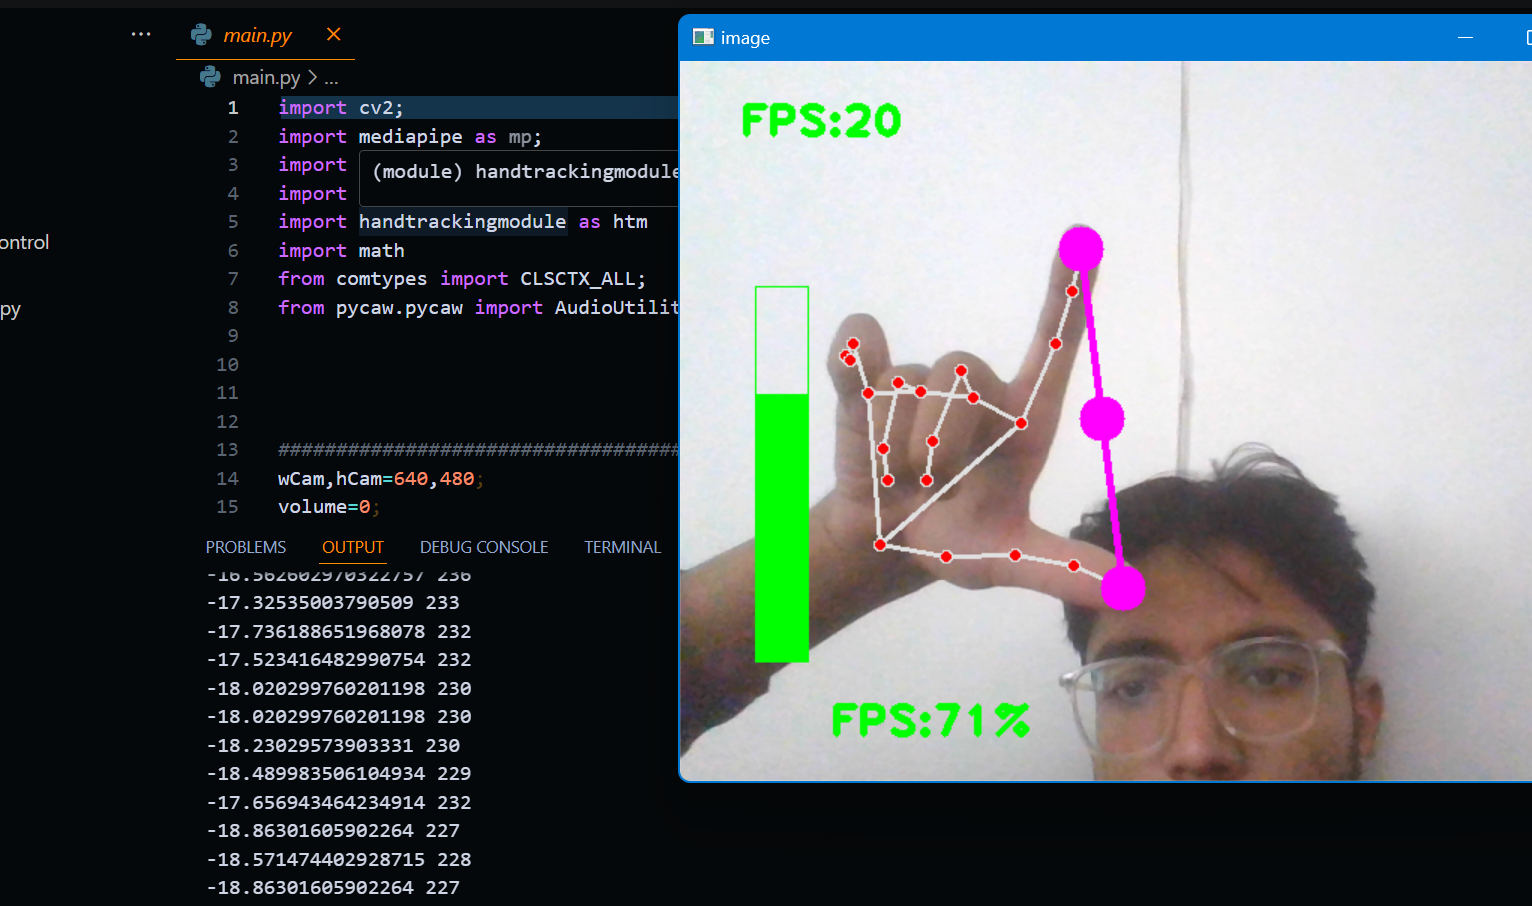 ... main.py ×
main.py > ...
1 import cv2;
2 import mediapipe as mp;
3 import
(module) handtrackingmodule
4 import
5 import handtrackingmodule as htm
6 import math
7 from comtypes import CLSCTX_ALL;
8 from pycaw.pycaw import AudioUtilit
9
10
11
12
13 ###################################
14 wCam,hCam=640,480;
15 volume=0;
ontrol
py
PROBLEMS OUTPUT DEBUG CONSOLE TERMINAL
-16.562602970322757 236
-17.32535003790509 233
-17.736188651968078 232
-17.523416482990754 232
-18.020299760201198 230
-18.020299760201198 230
-18.23029573903331 230
-18.489983506104934 229
-17.656943464234914 232
-18.86301605902264 227
-18.571474402928715 228
-18.86301605902264 227
image
FPS:20
FPS:71%